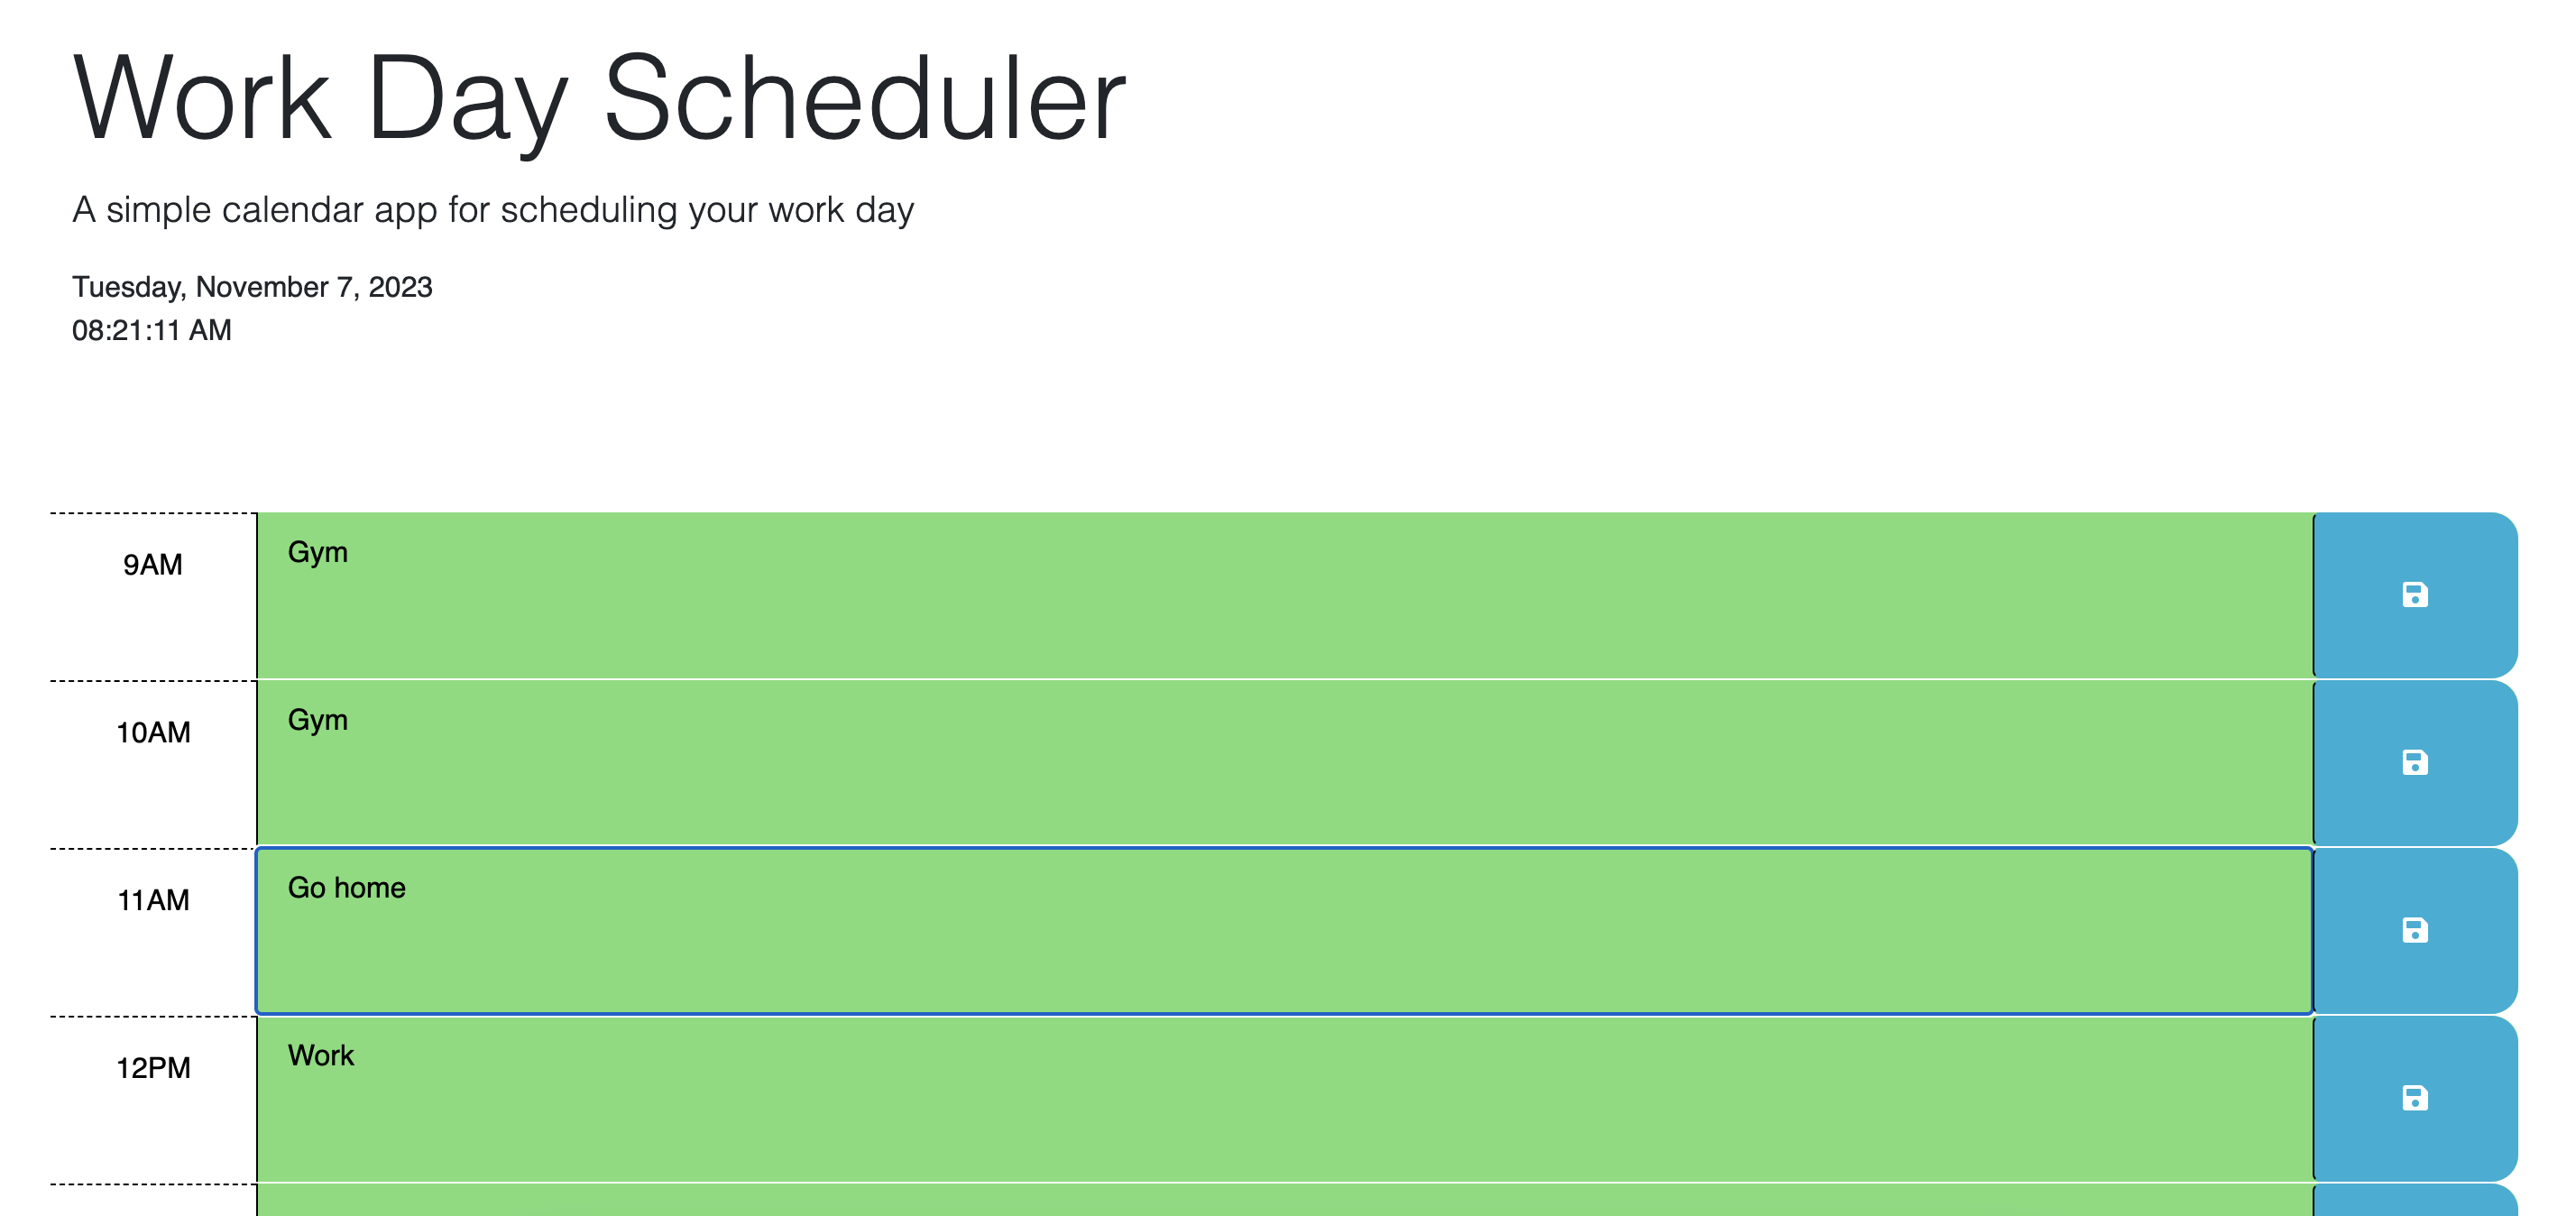 Work Day Scheduler
A simple calendar app for scheduling your work day
Tuesday, November 7, 2023
08:21:11 AM
9AM
Gym
10AM
Gym
11AM
Go home
12PM
Work